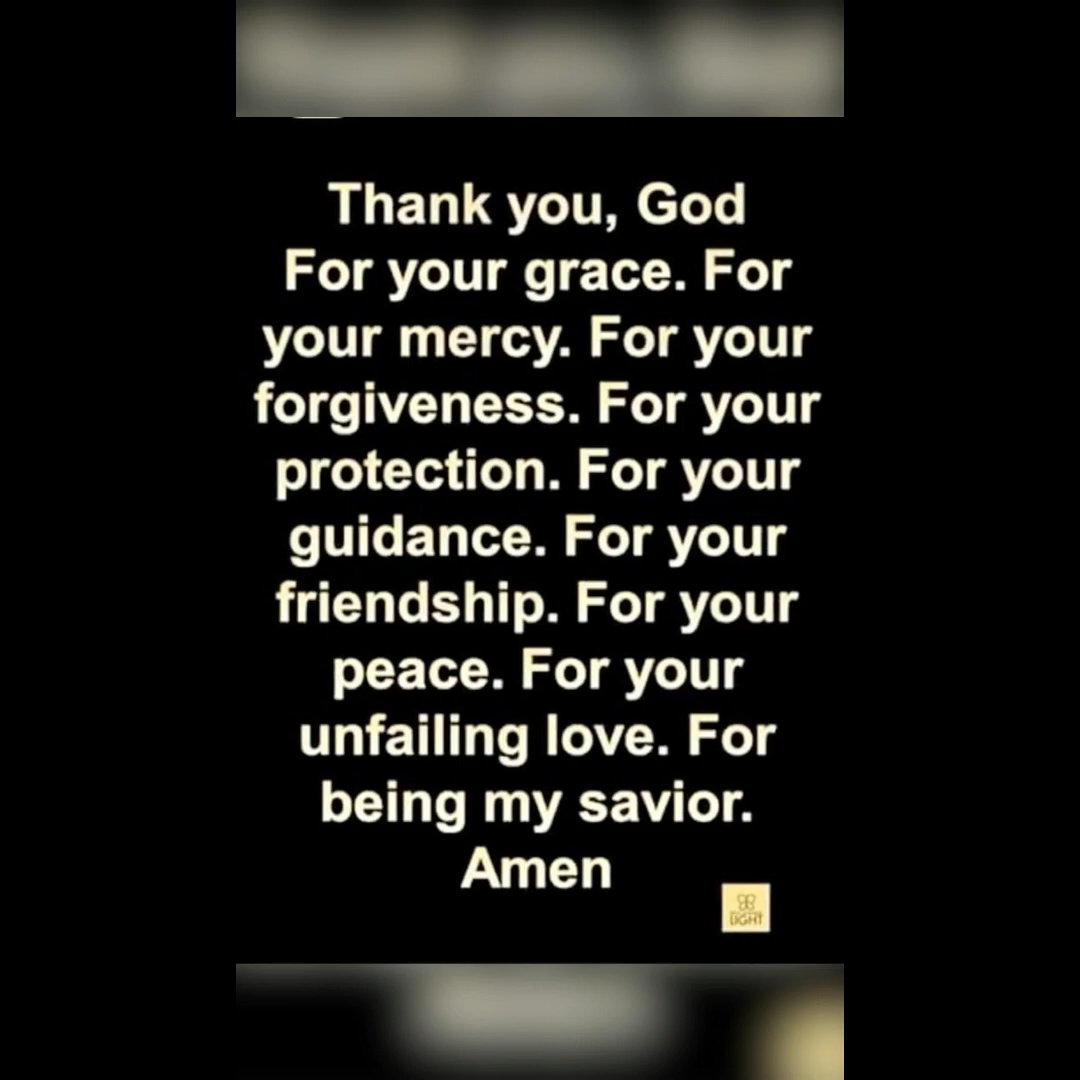 Thank you, God
For your grace. For
your mercy. For your
forgiveness. For your
protection. For your
guidance. For your
friendship. For your
peace. For your
unfailing love. For
being my savior.
Amen
LIGHT